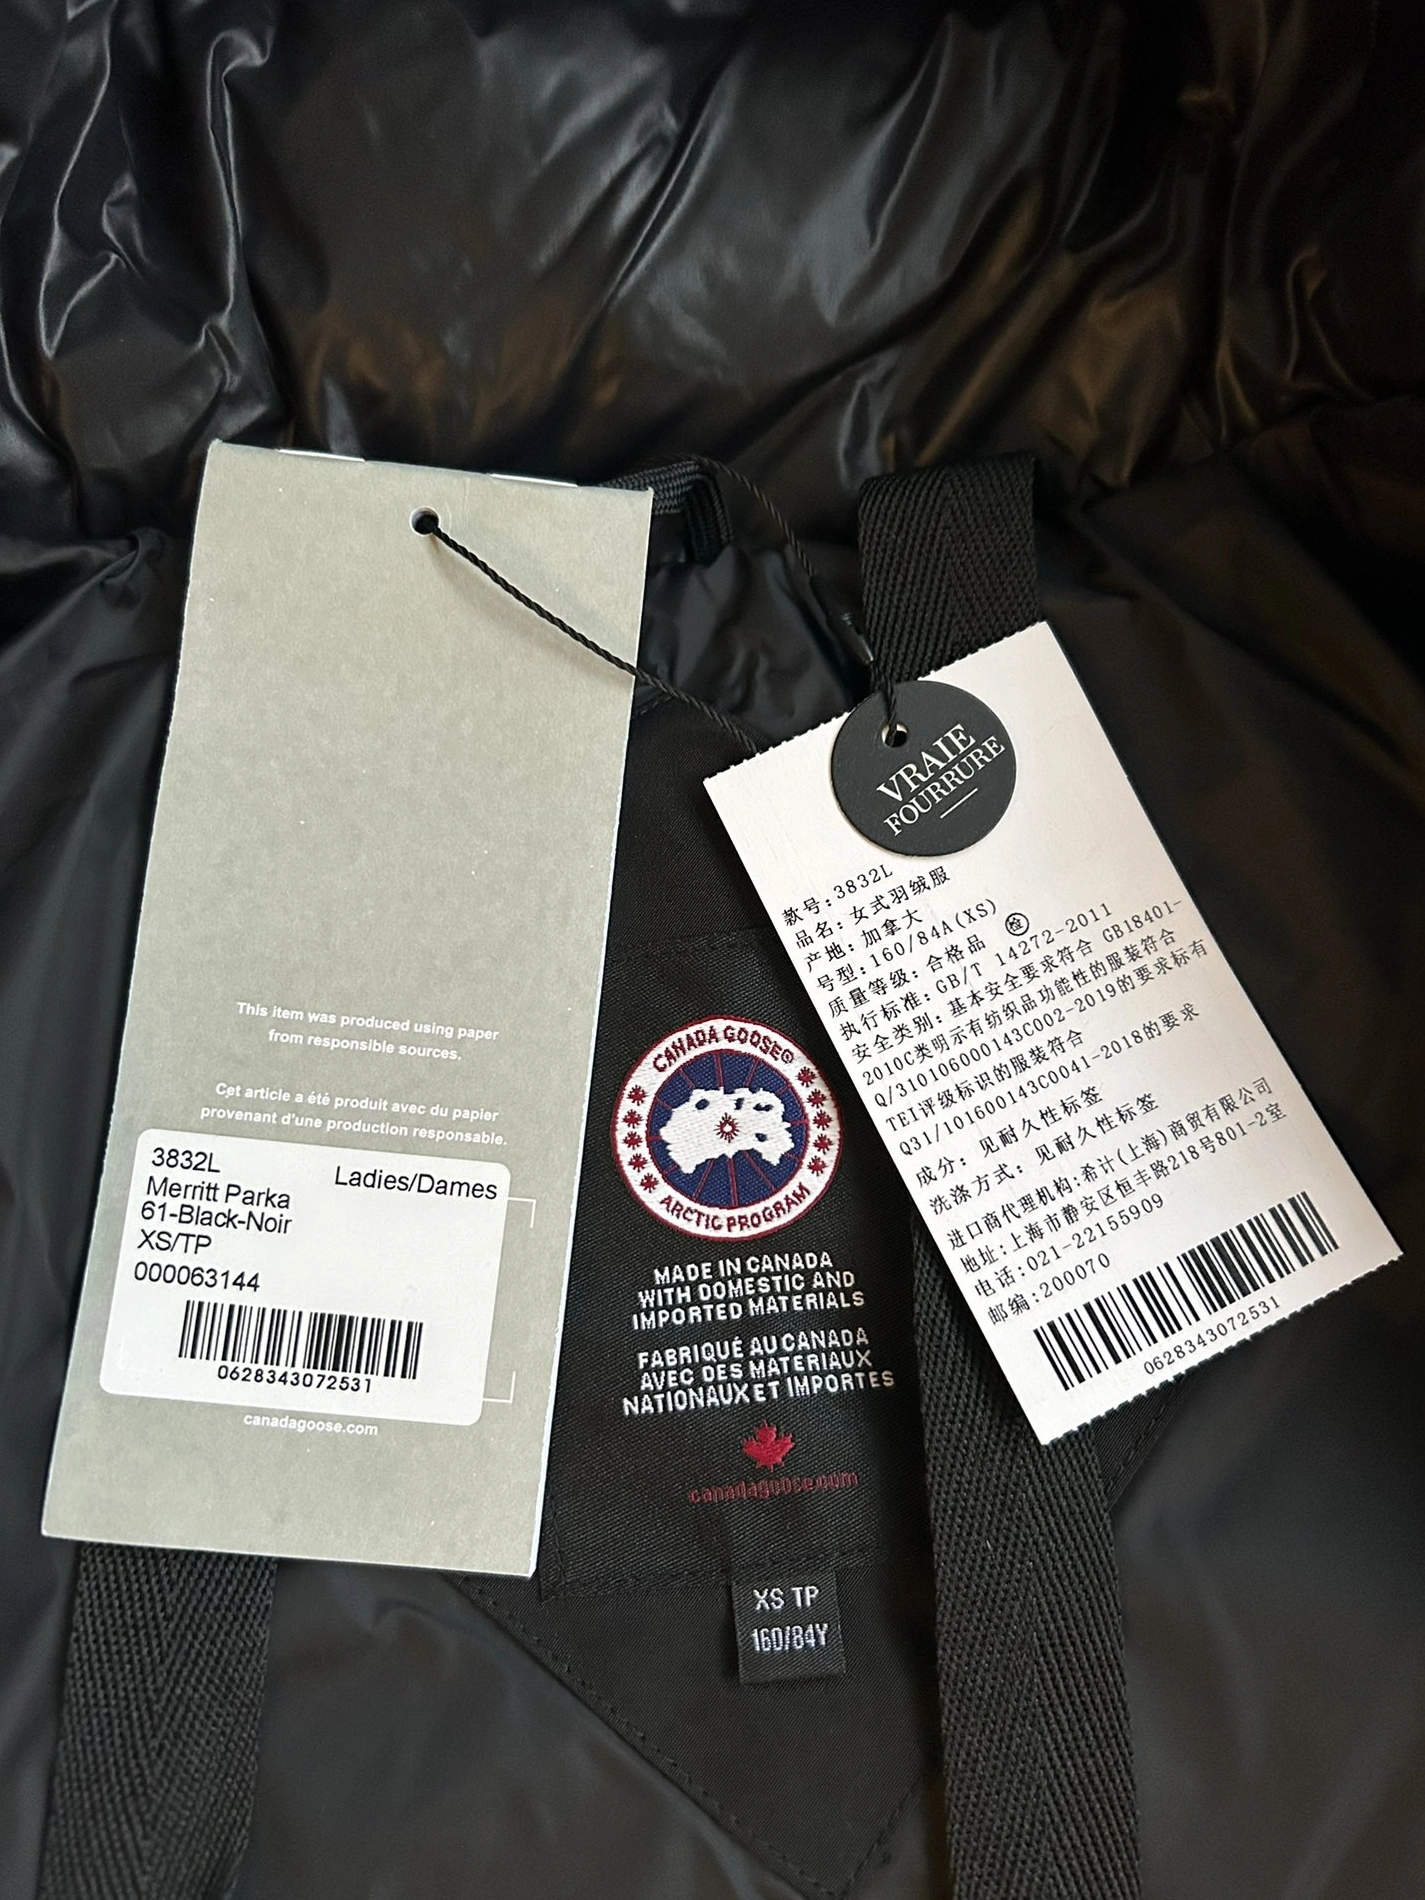 This item was produced using paper
from responsible sources.
Cet article a été produit avec du papier
provenant d'une production responsable.
3832L
Ladies/Dames
Merritt Parka
61-Black-Noir
XS/TP
000063144
0628343072531
canadagoose.com
CANADA GOOSE®
ARCTIC PROGRAM
MADE IN CANADA
WITH DOMESTIC AND
IMPORTED MATERIALS
FABRIQUÉ AU CANADA
AVEC DES MATERIAUX
NATIONAUX ET IMPORTES
canadagoose.com
XS TP
160/84Y
VRAIE
FOURRURE
款号:3832L
品名: 女式羽绒服
产地: 加拿大
号型:160/84A(XS)
质量等级: 合格品 检
执行标准: GB/T 14272-2011
安全类别: 基本安全要求符合 GB18401-
2010C类明示有纺织品功能性的服装符合
Q/3101060000143C002-2019的要求标有
TEI评级标识的服装符合
Q31/1016000143C0041-2018的要求
成分: 见耐久性标签
洗涤方式: 见耐久性标签
进口商代理机构:希计(上海)商贸有限公司
地址:上海市静安区恒丰路218号801-2室
电话:021-22155909
邮编:200070
0628343072531